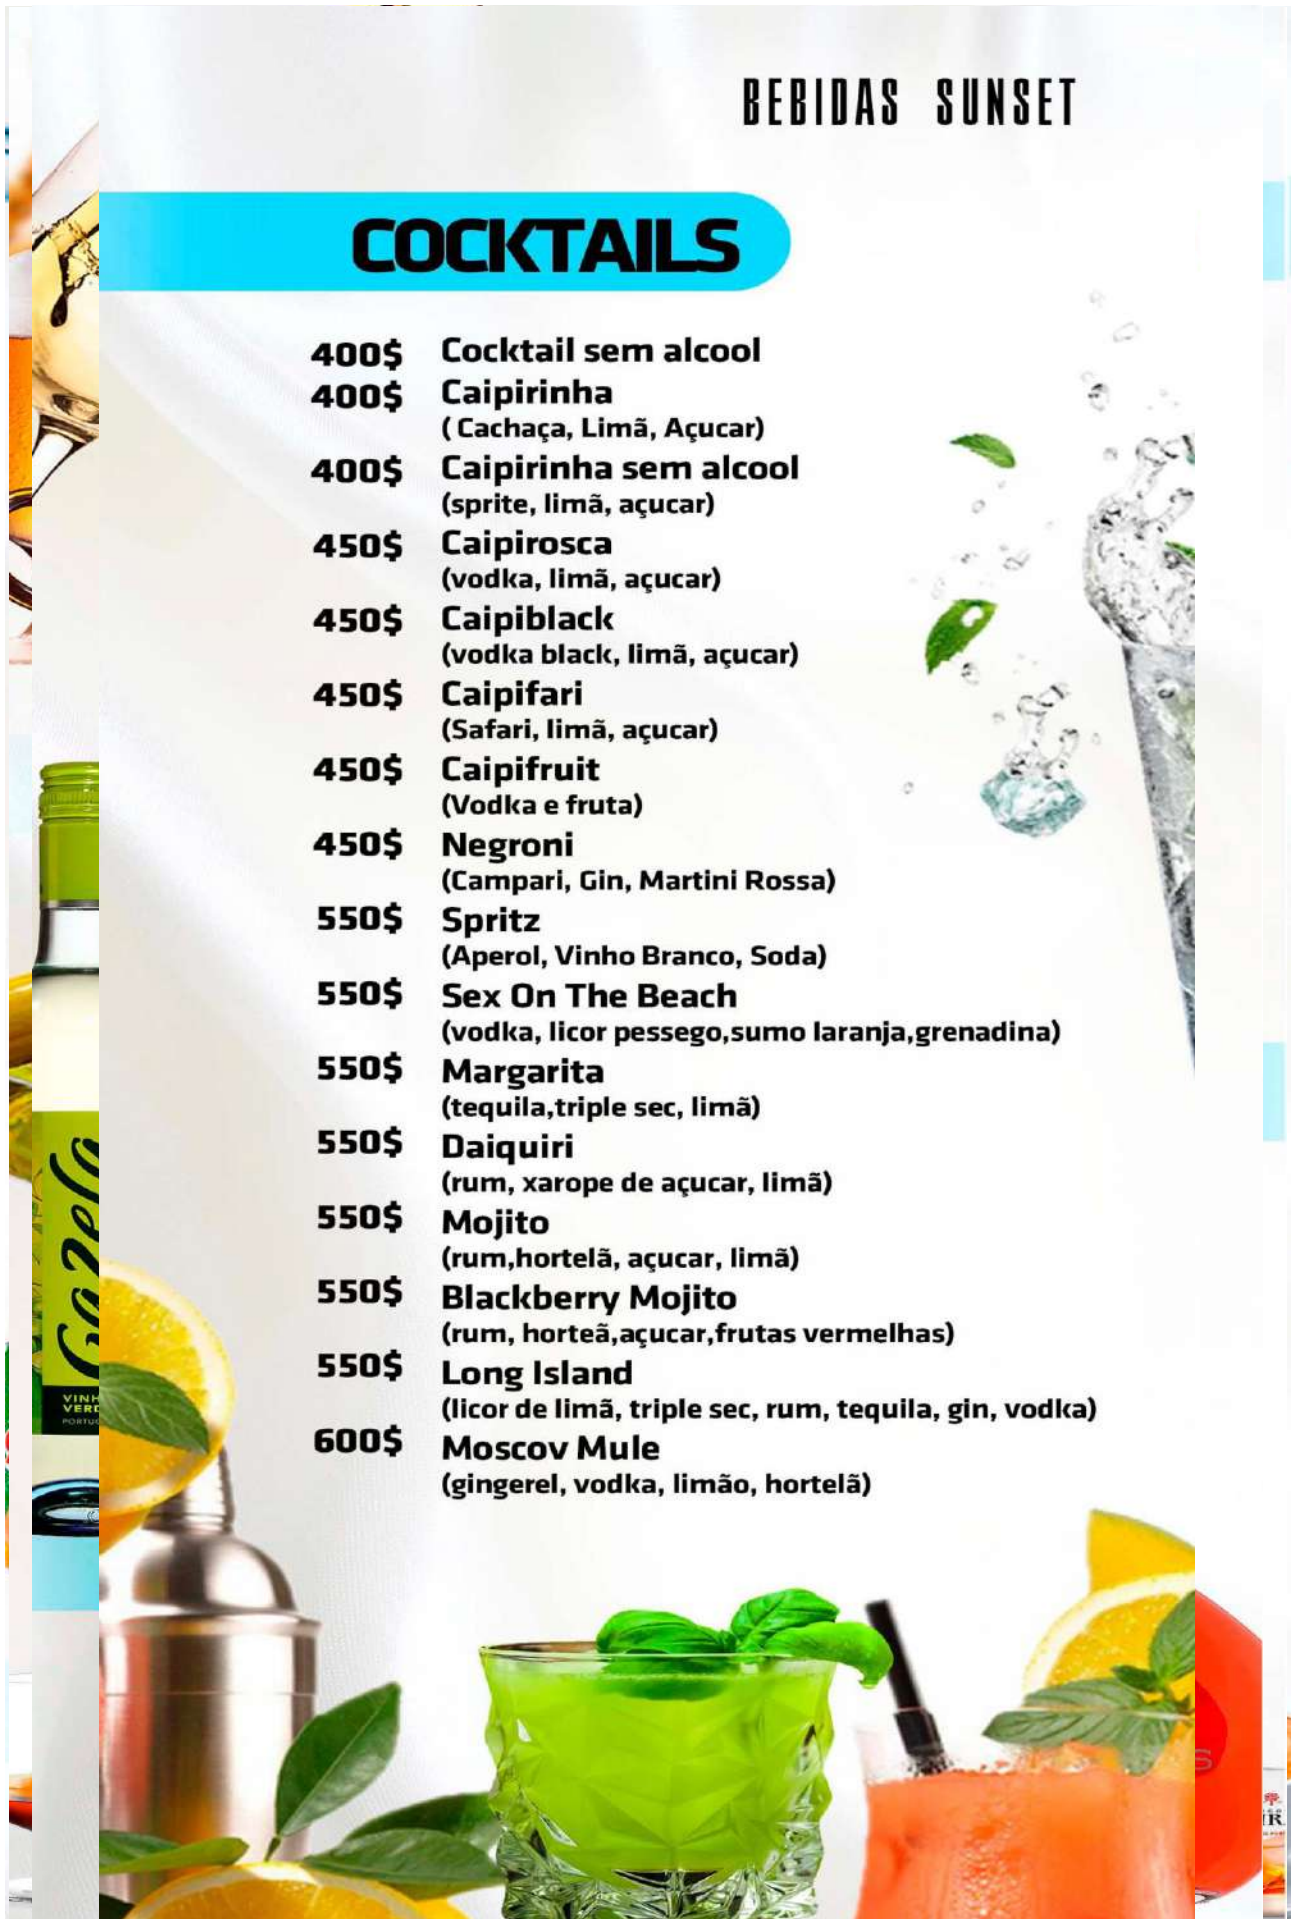 BEBIDAS SUNSET
COCKTAILS
400$ Cocktail sem alcool
400$ Caipirinha
( Cachaça, Limã, Açucar)
400$ Caipirinha sem alcool
(sprite, limã, açucar)
450$ Caipirosca
(vodka, limã, açucar)
450$ Caipiblack
(vodka black, limã, açucar)
450$ Caipifari
(Safari, limã, açucar)
450$ Caipifruit
(Vodka e fruta)
450$ Negroni
(Campari, Gin, Martini Rossa)
550$ Spritz
(Aperol, Vinho Branco, Soda)
550$ Sex On The Beach
(vodka, licor pessego,sumo laranja,grenadina)
550$ Margarita
(tequila,triple sec, limã)
550$ Daiquiri
(rum, xarope de açucar, limã)
550$ Mojito
(rum,hortelã, açucar, limã)
550$ Blackberry Mojito
(rum, horteã,açucar,frutas vermelhas)
550$ Long Island
(licor de limã, triple sec, rum, tequila, gin, vodka)
600$ Moscov Mule
(gingerel, vodka, limão, hortelã)
Gazela
VINH
VERD
PORTUG